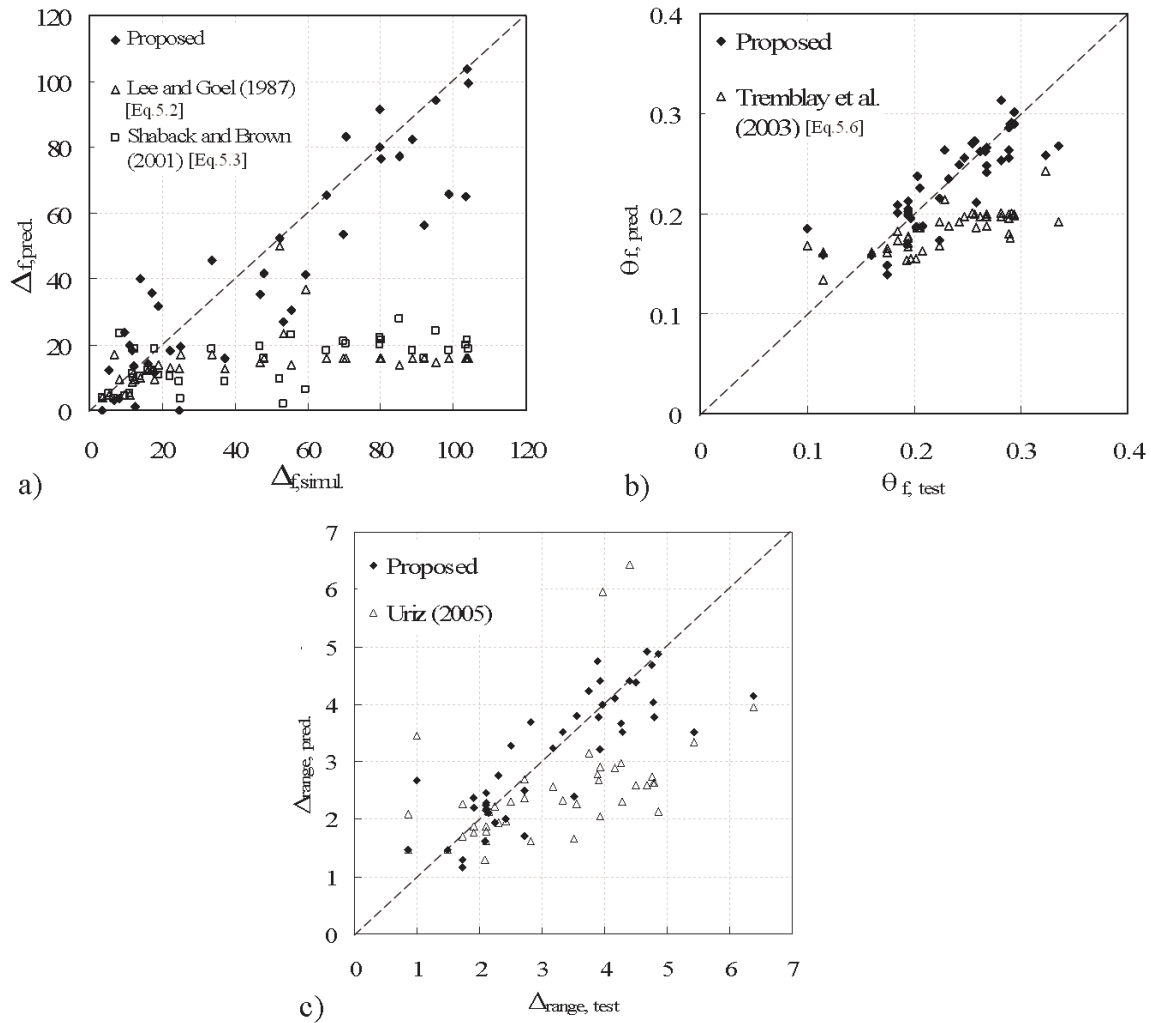 120
100
80
60
40
20
0
Δf,pred.
Proposed
Lee and Goel (1987)
[Eq.5.2]
Shaback and Brown
(2001) [Eq.5.3]
0 20 40 60 80 100 120
Δf,simul.
a)
0.4
0.3
0.2
0.1
0
θf, pred.
Proposed
Tremblay et al.
(2003) [Eq.5.6]
0 0.1 0.2 0.3 0.4
θ f, test
b)
7
6
5
4
3
2
1
0
Δrange, pred.
Proposed
Uriz (2005)
0 1 2 3 4 5 6 7
Δrange, test
c)